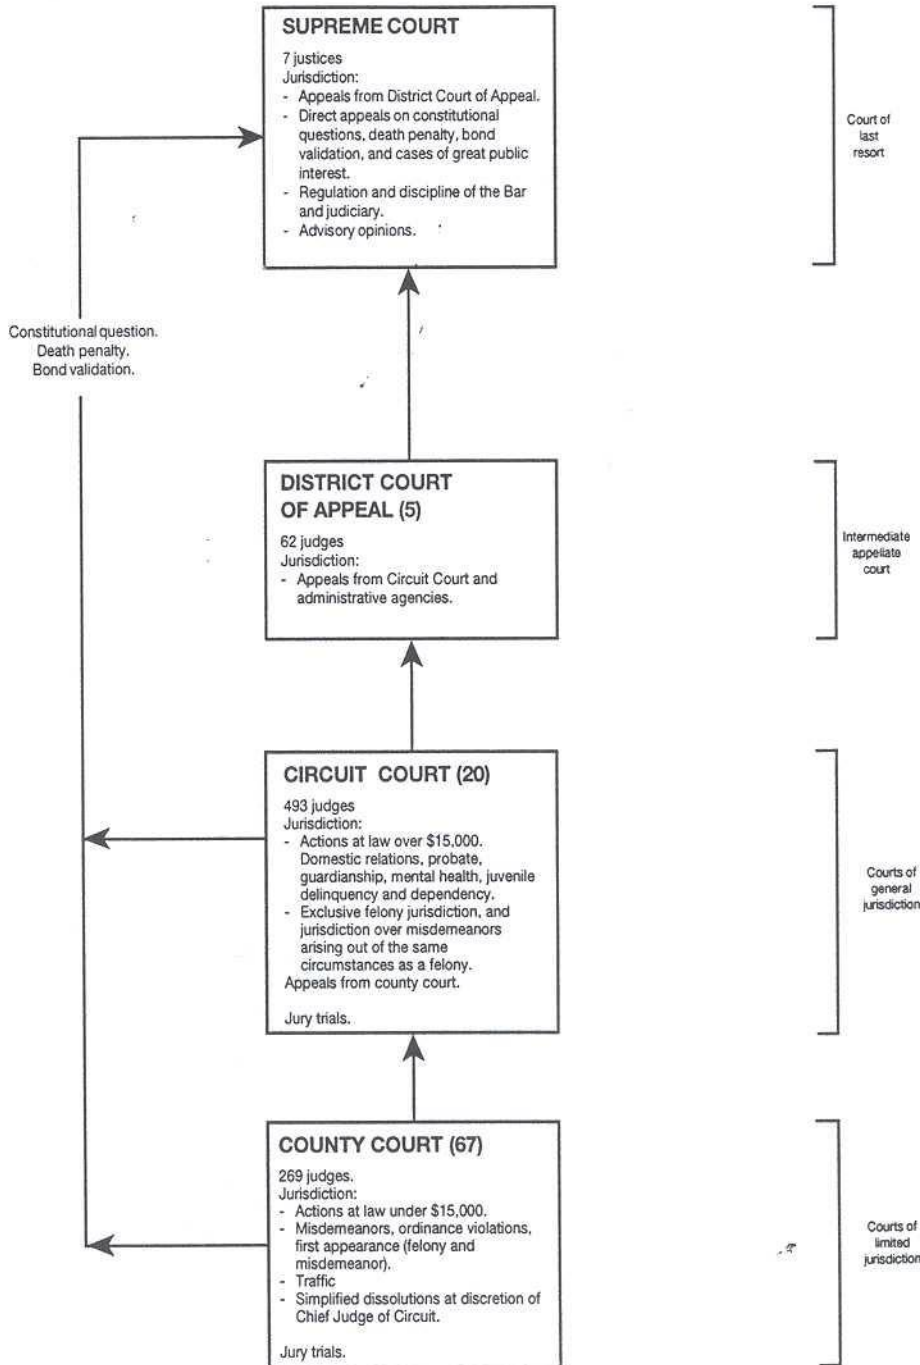 SUPREME COURT
7 justices
Jurisdiction:
- Appeals from District Court of Appeal.
- Direct appeals on constitutional
questions, death penalty, bond
validation, and cases of great public
interest.
- Regulation and discipline of the Bar
and judiciary.
- Advisory opinions.
Court of
last
resort
Constitutional question.
Death penalty.
Bond validation.
DISTRICT COURT
OF APPEAL (5)
62 judges
Jurisdiction:
- Appeals from Circuit Court and
administrative agencies.
Intermediate
appellate
court
CIRCUIT COURT (20)
493 judges
Jurisdiction:
- Actions at law over $15,000.
Domestic relations, probate,
guardianship, mental health, juvenile
delinquency and dependency.
- Exclusive felony jurisdiction, and
jurisdiction over misdemeanors
arising out of the same
circumstances as a felony.
Appeals from county court.
Jury trials.
Courts of
general
jurisdiction
COUNTY COURT (67)
269 judges.
Jurisdiction:
- Actions at law under $15,000.
- Misdemeanors, ordinance violations,
first appearance (felony and
misdemeanor).
- Traffic
- Simplified dissolutions at discretion of
Chief Judge of Circuit.
Jury trials.
Courts of
limited
jurisdiction